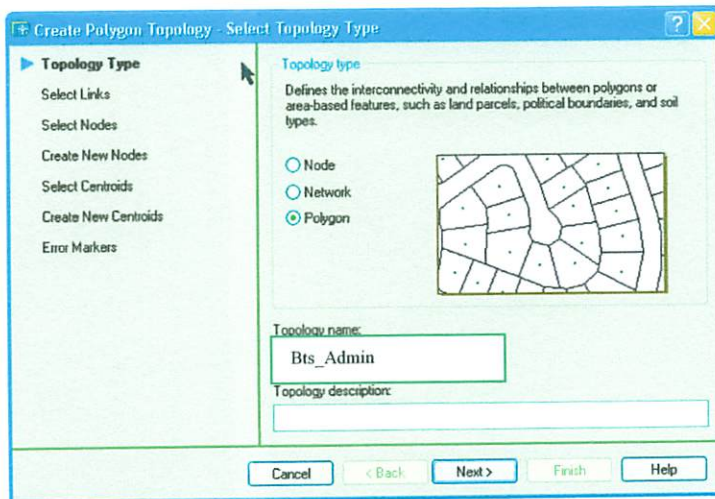 Create Polygon Topology - Select Topology Type
Topology Type
Select Links
Select Nodes
Create New Nodes
Select Centroids
Create New Centroids
Error Markers
Topology type
Defines the interconnectivity and relationships between polygons or
area-based features, such as land parcels, political boundaries, and soil
types.
Node
Network
Polygon
Topology name:
Bts_Admin
Topology description:
Cancel
< Back
Next >
Finish
Help